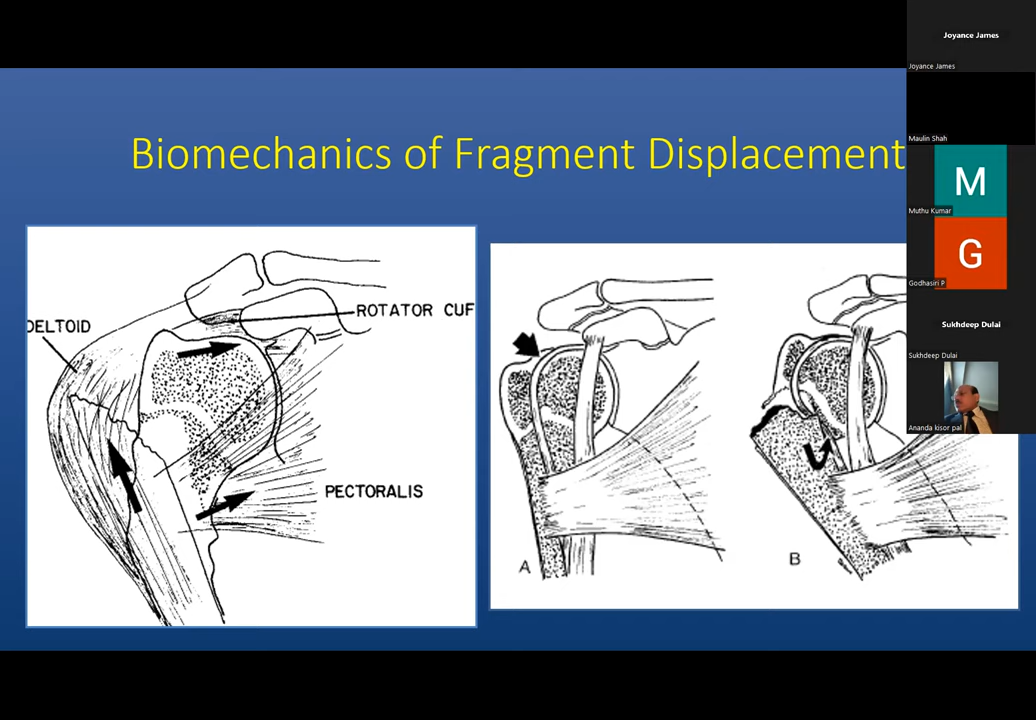 Biomechanics of Fragment Displacement
DELTOID
ROTATOR CUF
PECTORALIS
A
B
Joyance James
Joyance James
Maulin Shah
M
Muthu Kumar
G
Godhasiri P
Sukhdeep Dulai
Sukhdeep Dulai
Ananda kisor pal